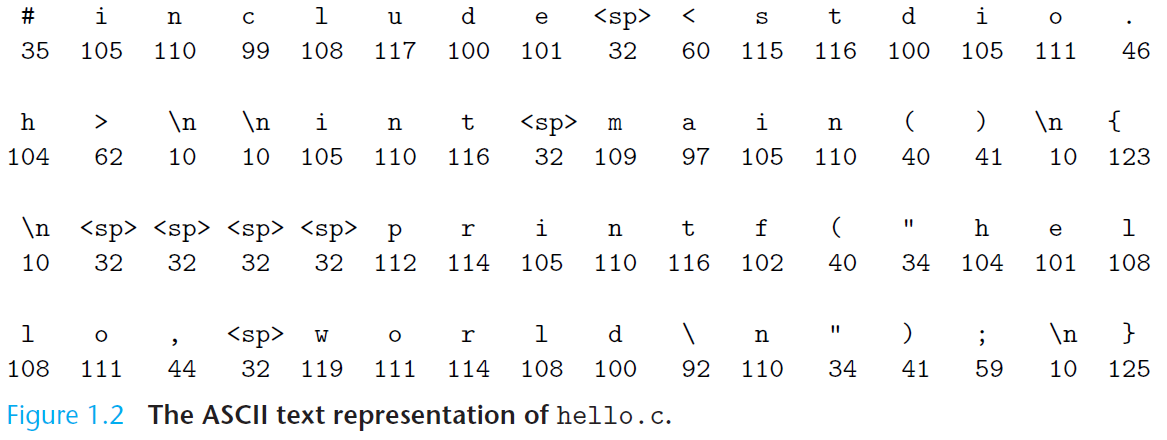 # i n c l u d e <sp> < s t d i o .
35 105 110 99 108 117 100 101 32 60 115 116 100 105 111 46
h > \n \n i n t <sp> m a i n ( ) \n {
104 62 10 10 105 110 116 32 109 97 105 110 40 41 10 123
\n <sp> <sp> <sp> <sp> p r i n t f ( " h e l
10 32 32 32 32 112 114 105 110 116 102 40 34 104 101 108
l o , <sp> w o r l d \ n " ) ; \n }
108 111 44 32 119 111 114 108 100 92 110 34 41 59 10 125
Figure 1.2 The ASCII text representation of hello.c.